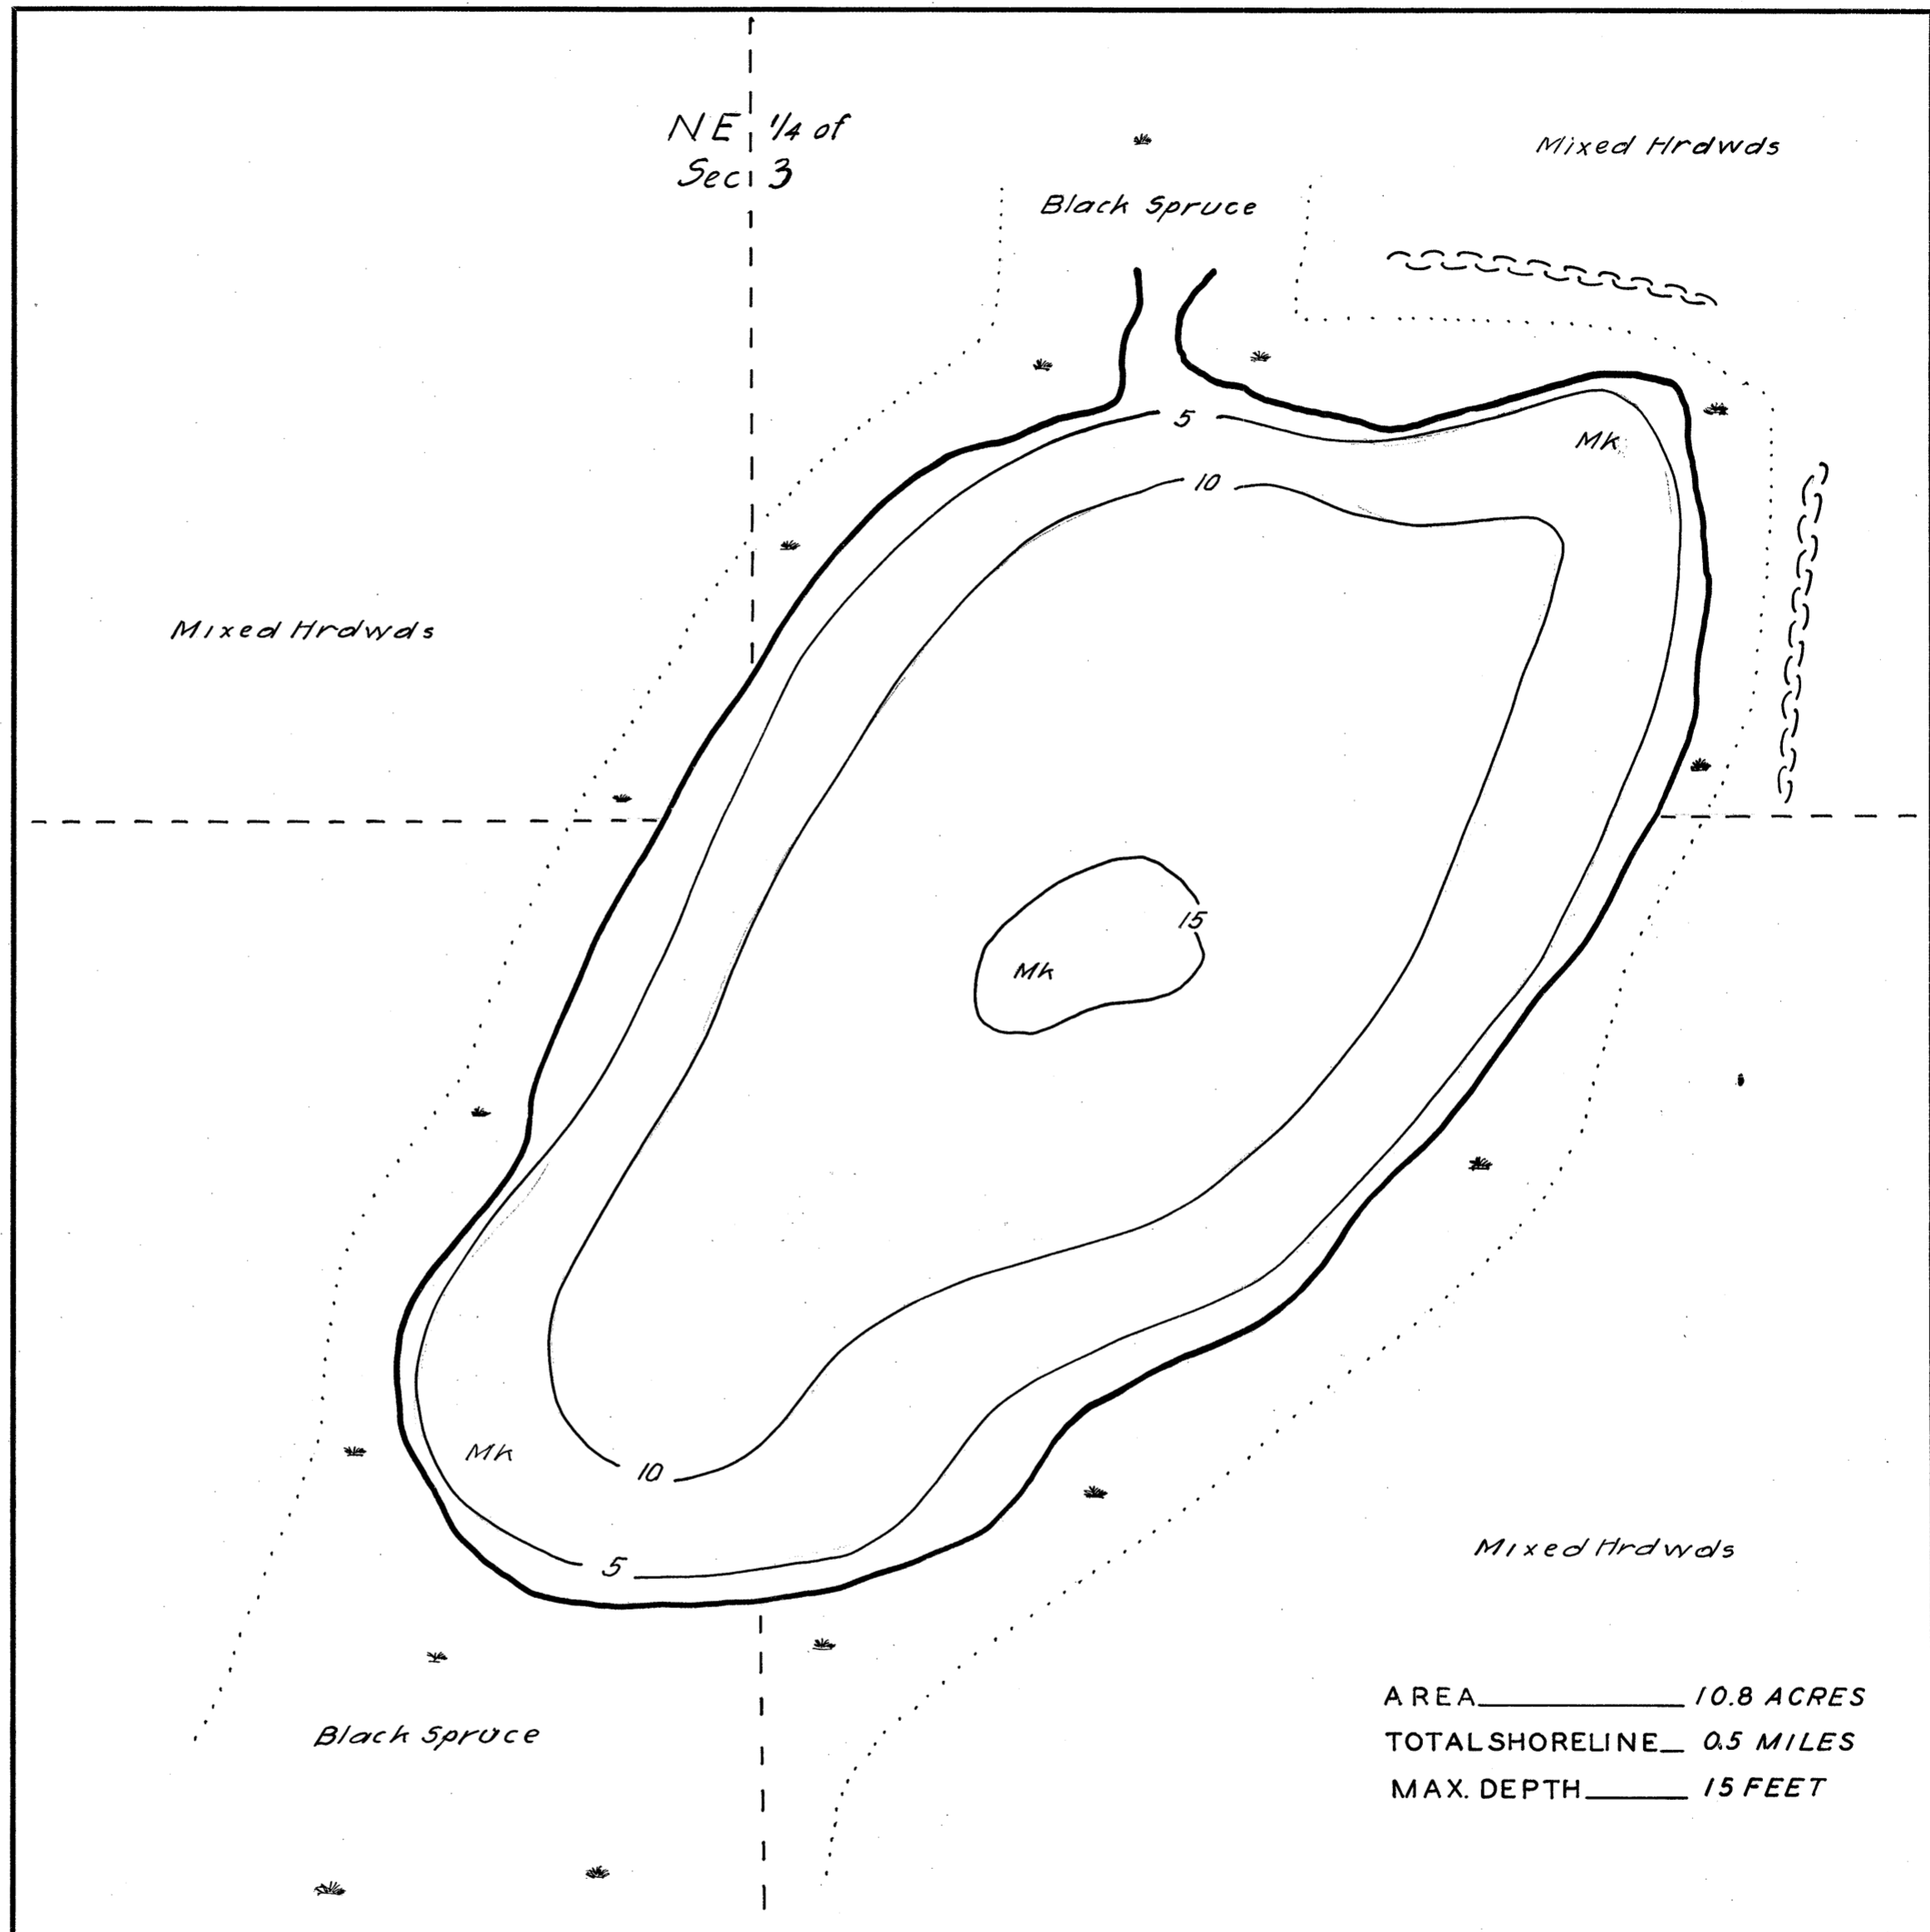 NE 1/4 of
Sec 3
Mixed Hrdwds
Black Spruce
5
Mk
10
Mixed Hrdwds
15
Mk
Mk
10
5
Mixed Hrdwds
Black Spruce
AREA 10.8 ACRES
TOTAL SHORELINE 0.5 MILES
MAX. DEPTH 15 FEET